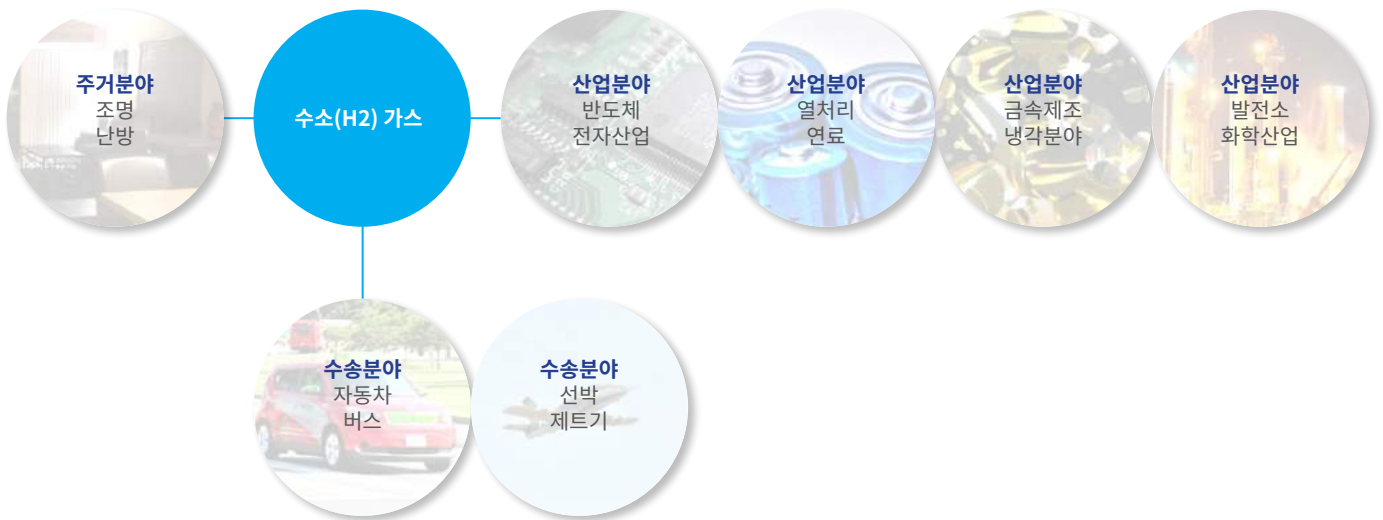 주거분야
조명
난방
수소(H2) 가스
산업분야
반도체
전자산업
산업분야
열처리
연료
산업분야
금속제조
냉각분야
산업분야
발전소
화학산업
수송분야
자동차
버스
수송분야
선박
제트기